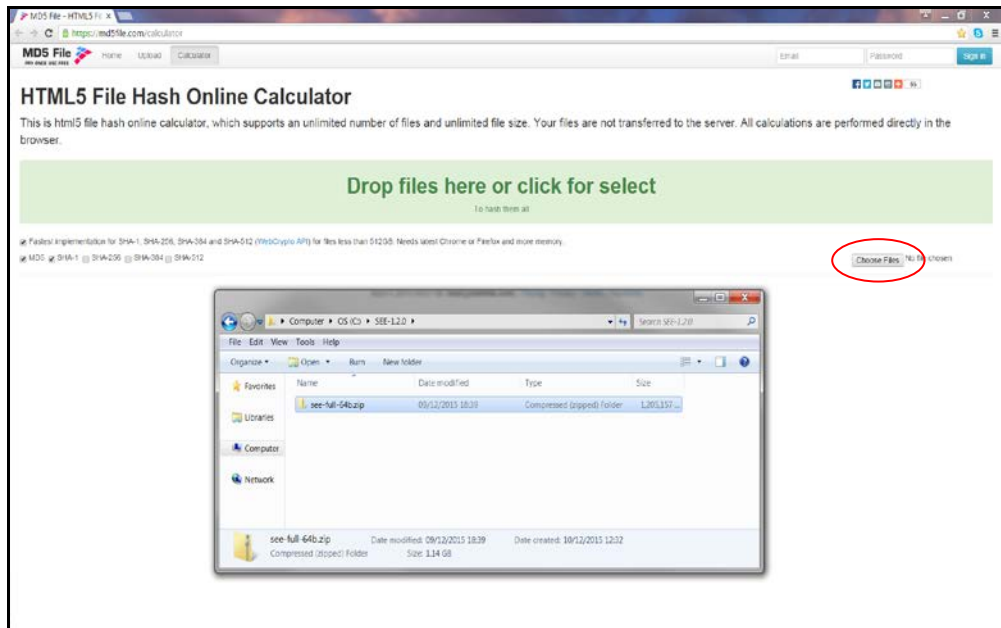 MD5 File - HTML5 Fi
https://md5file.com/calculator
MD5 File Home Upload Calculator Email Password Sign in
HTML5 File Hash Online Calculator
This is html5 file hash online calculator, which supports an unlimited number of files and unlimited file size. Your files are not transferred to the server. All calculations are performed directly in the
browser.
Drop files here or click for select
To hash them all
Fastest implementation for SHA-1, SHA-256, SHA-384 and SHA-512 (WebCrypto API) for files less than 512GB. Needs latest Chrome or Firefox and more memory.
MD5 SHA-1 SHA-256 SHA-384 SHA-512 Choose Files No file chosen
Computer OS (C:) SEE-1.2.0 Search SEE-1.2.0
File Edit View Tools Help
Organize Open Burn New folder
Favorites Name Date modified Type Size
see-full-64b.zip 09/12/2015 18:39 Compressed (zipped) Folder 1,205,157 ...
Libraries
Computer
Network
see-full-64b.zip Date modified: 09/12/2015 18:39 Date created: 10/12/2015 12:32
Compressed (zipped) Folder Size: 1.14 GB